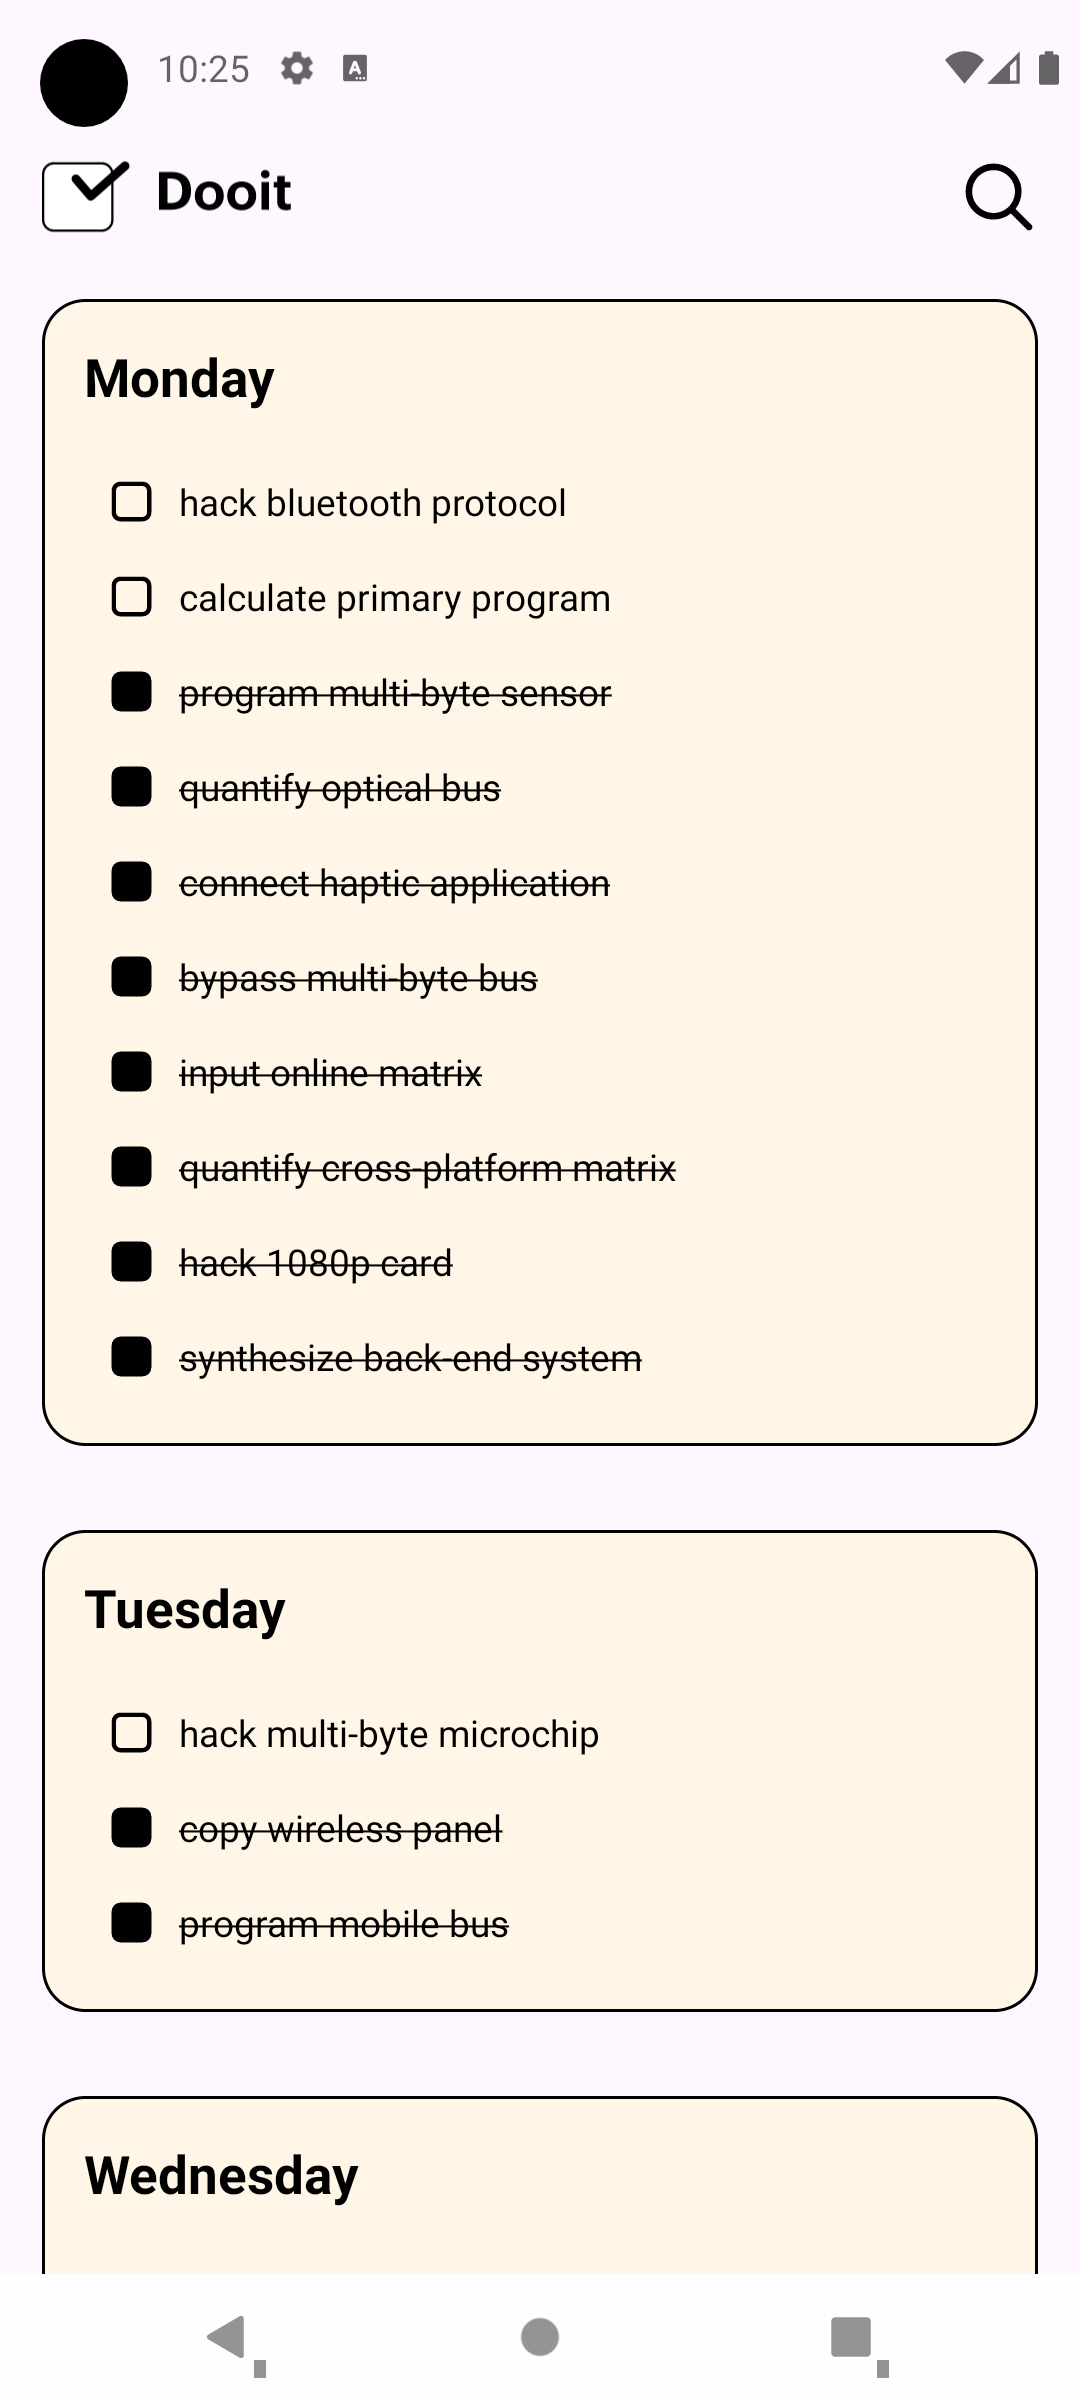 10:25
Dooit
Monday
hack bluetooth protocol
calculate primary program
program multi-byte sensor
quantify optical bus
connect haptic application
bypass multi-byte bus
input online matrix
quantify cross-platform matrix
hack 1080p card
synthesize back-end system
Tuesday
hack multi-byte microchip
copy wireless panel
program mobile bus
Wednesday